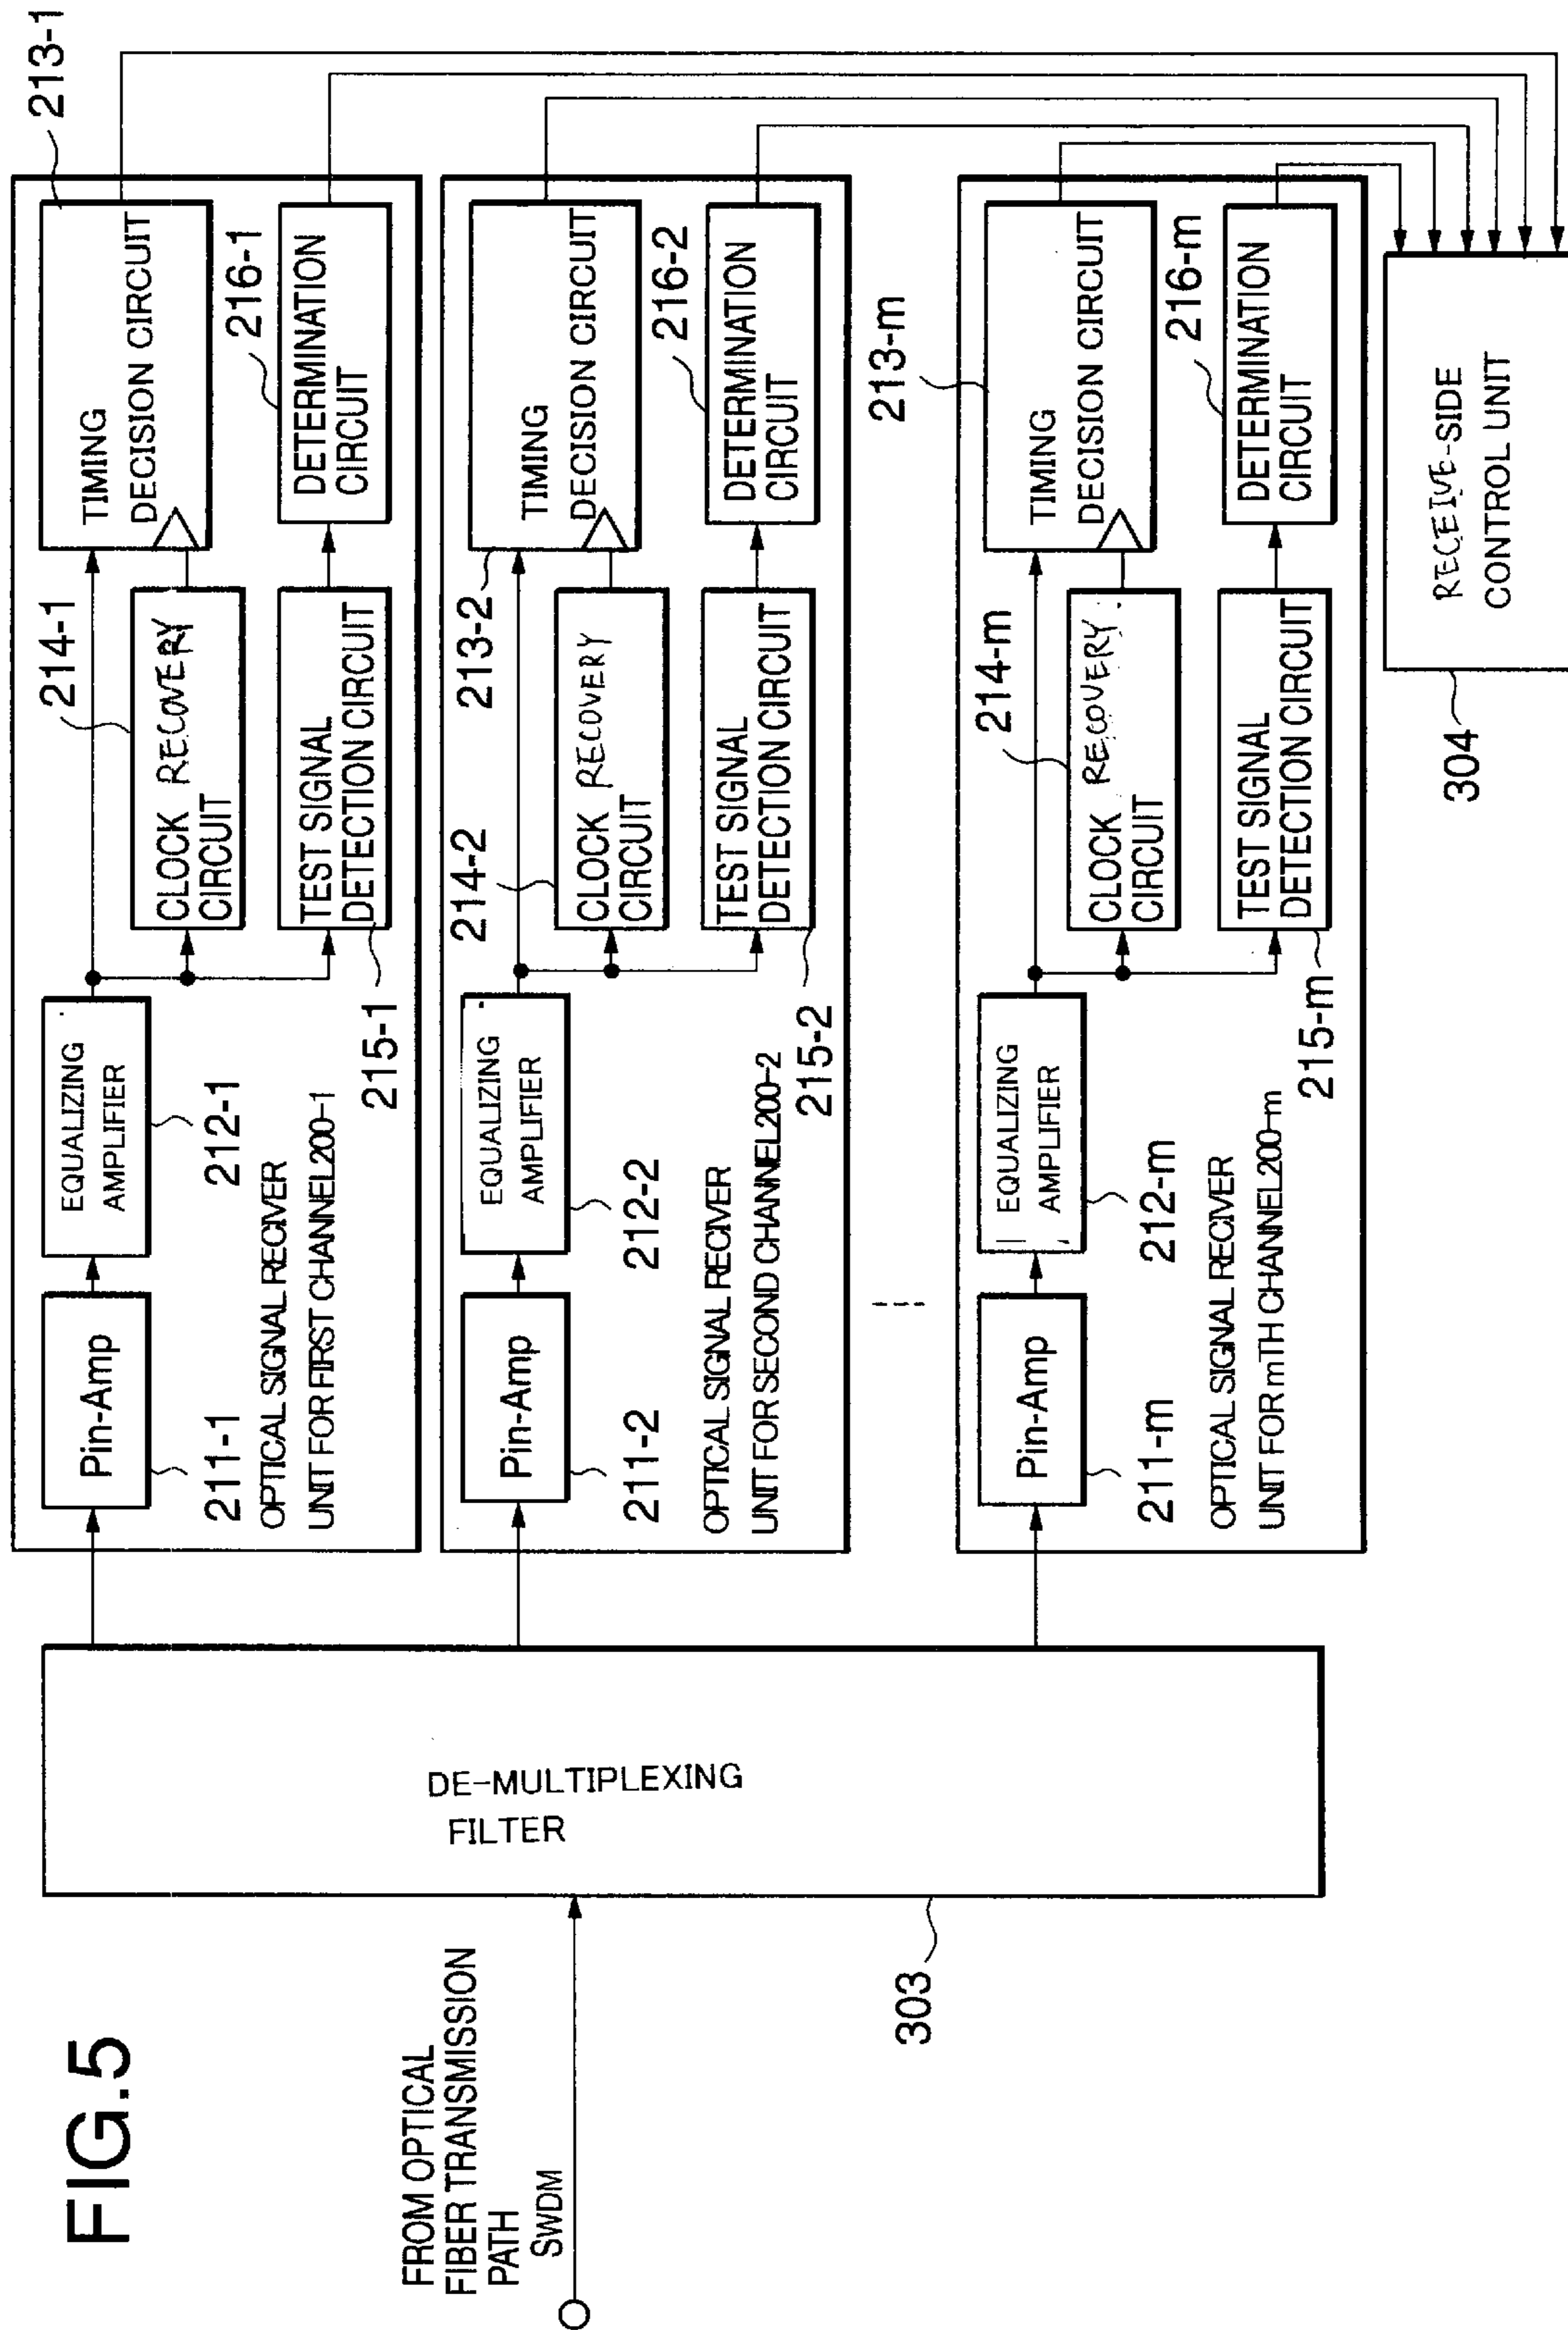 FIG.5
FROM OPTICAL
FIBER TRANSMISSION
PATH
SWDM
303
DE-MULTIPLEXING
FILTER
Pin-Amp
211-1
EQUALIZING
AMPLIFIER
212-1
OPTICAL SIGNAL RECIVER
UNIT FOR FIRST CHANNEL200-1
214-1
CLOCK RECOVERY
CIRCUIT
TEST SIGNAL
DETECTION CIRCUIT
215-1
TIMING
DECISION CIRCUIT
213-1
216-1
DETERMINATION
CIRCUIT
Pin-Amp
211-2
EQUALIZING
AMPLIFIER
212-2
OPTICAL SIGNAL RECIVER
UNIT FOR SECOND CHANNEL200-2
214-2
CLOCK RECOVERY
CIRCUIT
TEST SIGNAL
DETECTION CIRCUIT
215-2
213-2
TIMING
DECISION CIRCUIT
216-2
DETERMINATION
CIRCUIT
Pin-Amp
211-m
EQUALIZING
AMPLIFIER
212-m
OPTICAL SIGNAL RECIVER
UNIT FOR mTH CHANNEL200-m
214-m
CLOCK RECOVERY
CIRCUIT
TEST SIGNAL
DETECTION CIRCUIT
215-m
213-m
TIMING
DECISION CIRCUIT
216-m
DETERMINATION
CIRCUIT
RECEIVE-SIDE
CONTROL UNIT
304